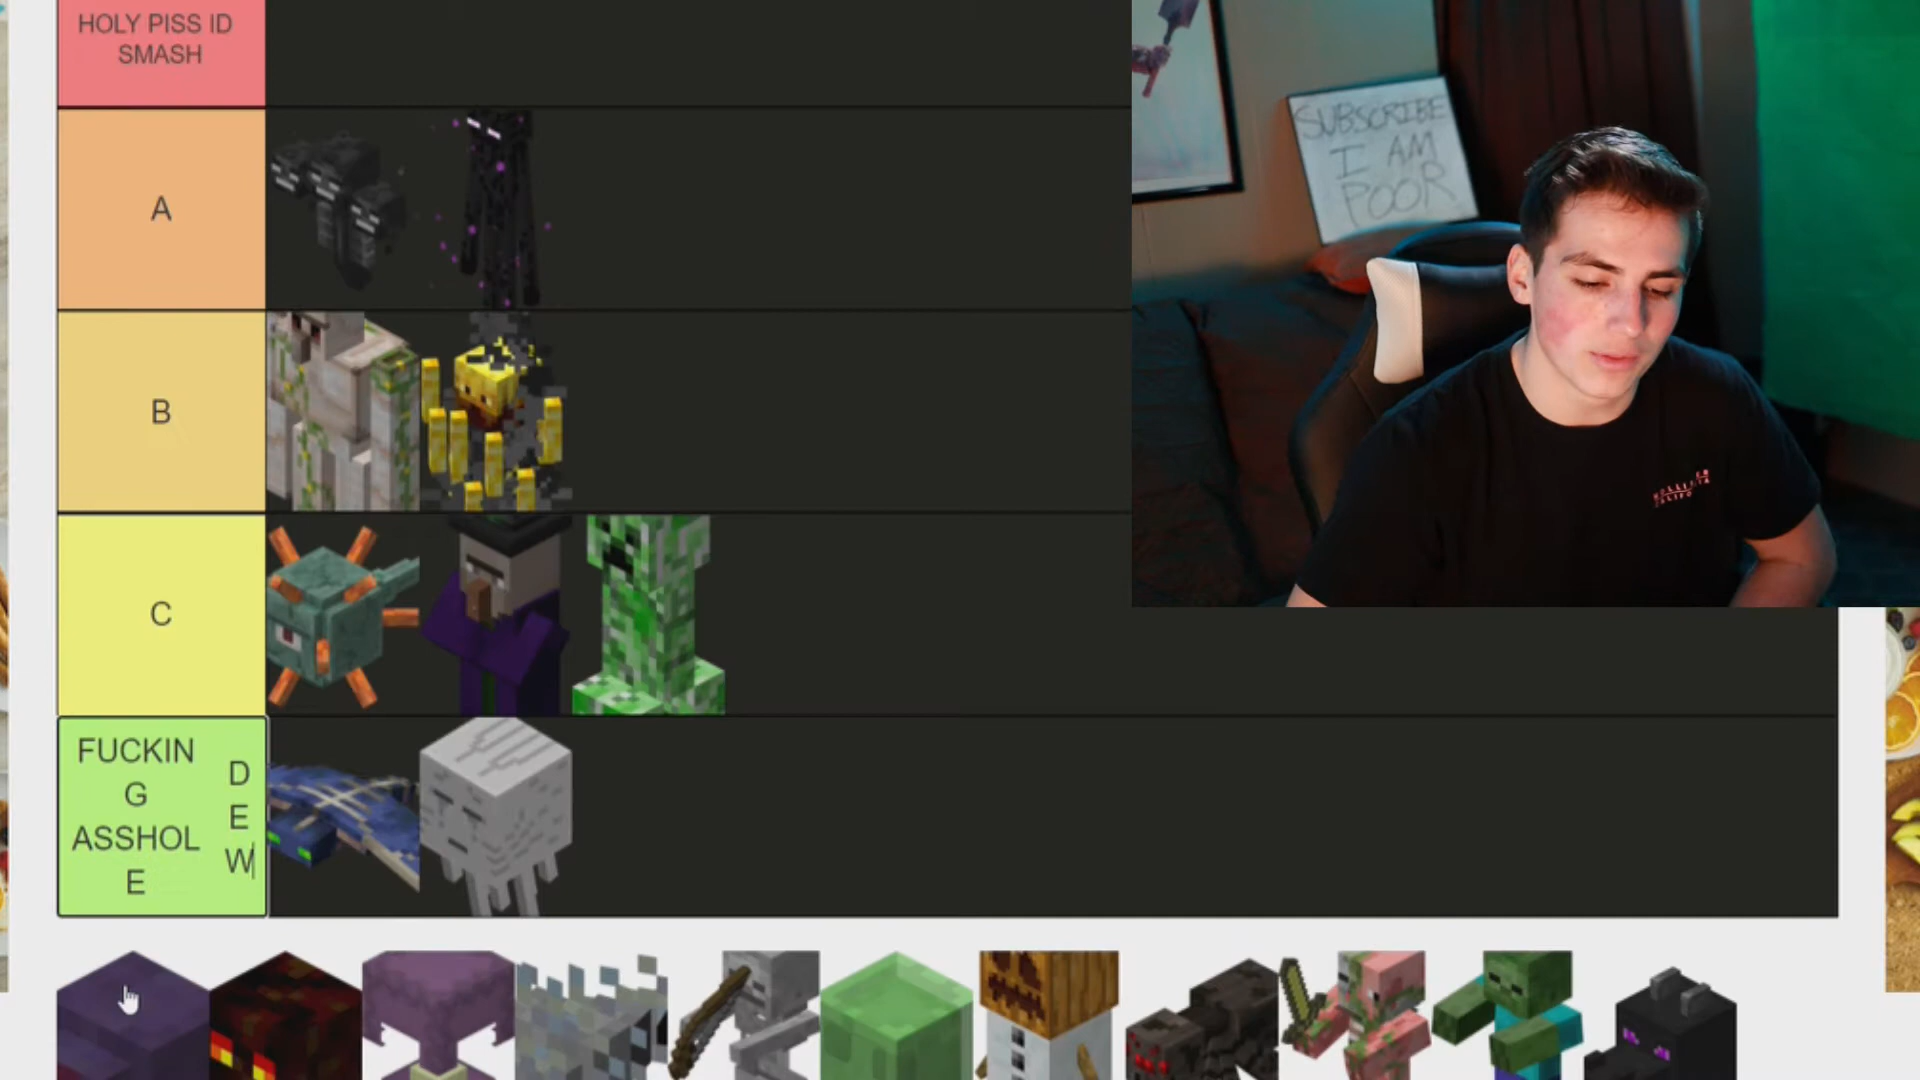 HOLY PISS ID
SMASH
SUBSCRIBE
I AM
POOR
A
B
C
FUCKIN
G
ASSHOL
E
D
E
W